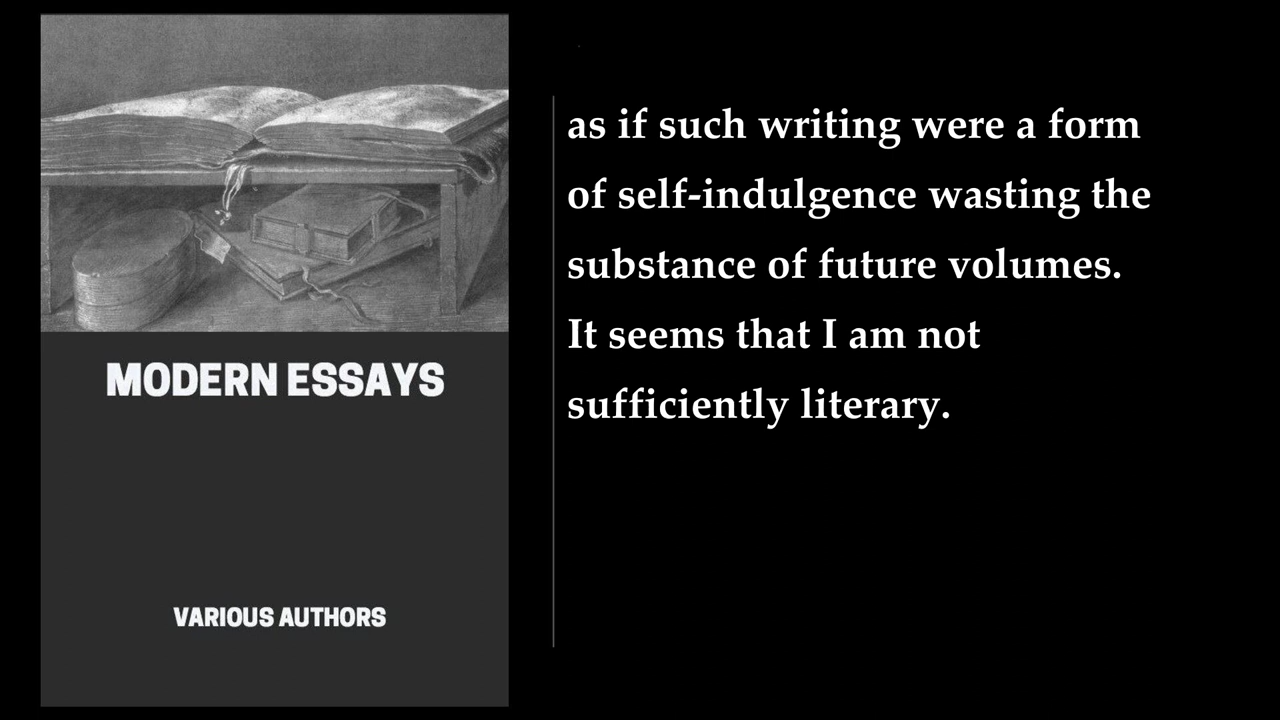 MODERN ESSAYS
VARIOUS AUTHORS
as if such writing were a form
of self-indulgence wasting the
substance of future volumes.
It seems that I am not
sufficiently literary.